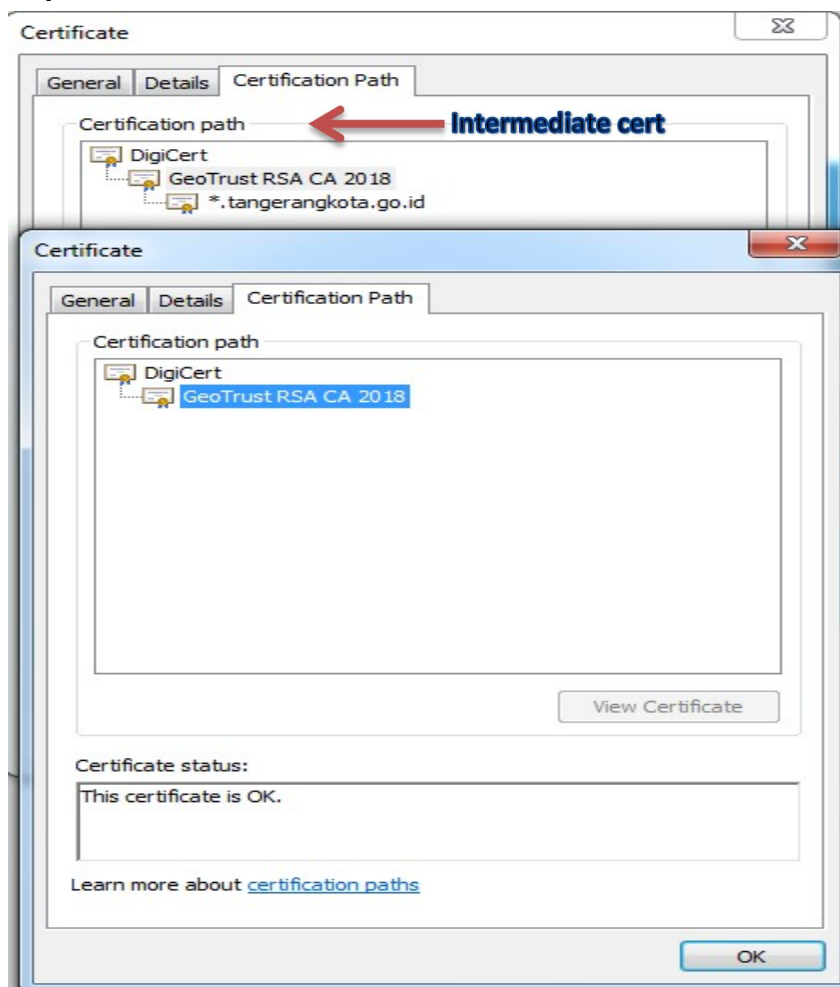 Certificate
General Details Certification Path
Certification path Intermediate cert
DigiCert
GeoTrust RSA CA 2018
*.tangerangkota.go.id
Certificate
General Details Certification Path
Certification path
DigiCert
GeoTrust RSA CA 2018
View Certificate
Certificate status:
This certificate is OK.
Learn more about certification paths
OK